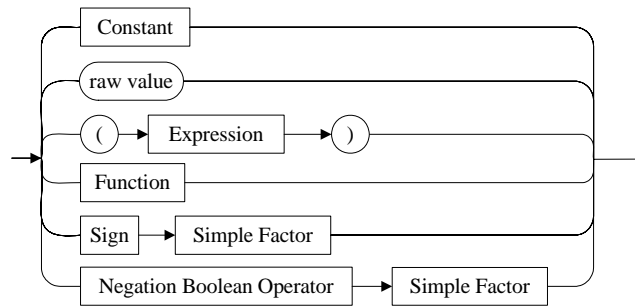 Constant
raw value
( Expression )
Function
Sign Simple Factor
Negation Boolean Operator Simple Factor